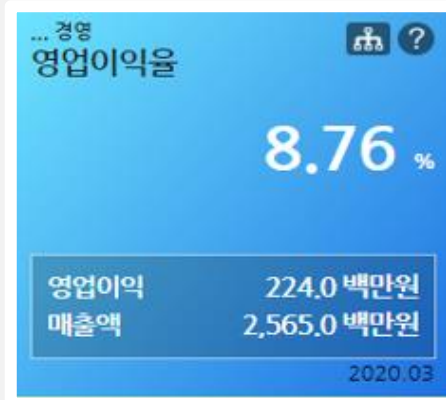 ... 경영
영업이익율
?
8.76 %
영업이익 224.0 백만원
매출액 2,565.0 백만원
2020.03